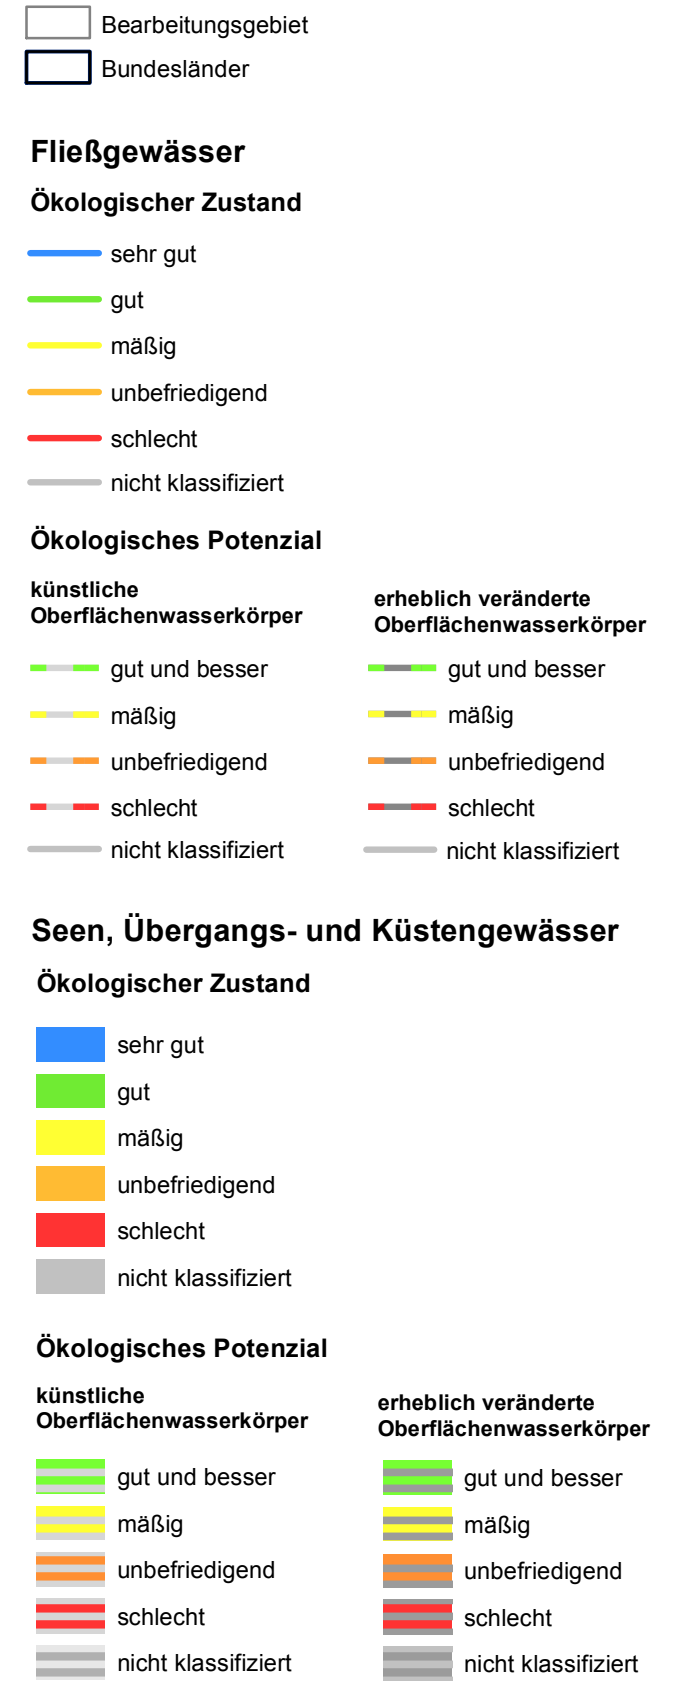 Bearbeitungsgebiet
Bundesländer
Fließgewässer
Ökologischer Zustand
sehr gut
gut
mäßig
unbefriedigend
schlecht
nicht klassifiziert
Ökologisches Potenzial
künstliche
Oberflächenwasserkörper
gut und besser
mäßig
unbefriedigend
schlecht
nicht klassifiziert
erheblich veränderte
Oberflächenwasserkörper
gut und besser
mäßig
unbefriedigend
schlecht
nicht klassifiziert
Seen, Übergangs- und Küstengewässer
Ökologischer Zustand
sehr gut
gut
mäßig
unbefriedigend
schlecht
nicht klassifiziert
Ökologisches Potenzial
künstliche
Oberflächenwasserkörper
gut und besser
mäßig
unbefriedigend
schlecht
nicht klassifiziert
erheblich veränderte
Oberflächenwasserkörper
gut und besser
mäßig
unbefriedigend
schlecht
nicht klassifiziert